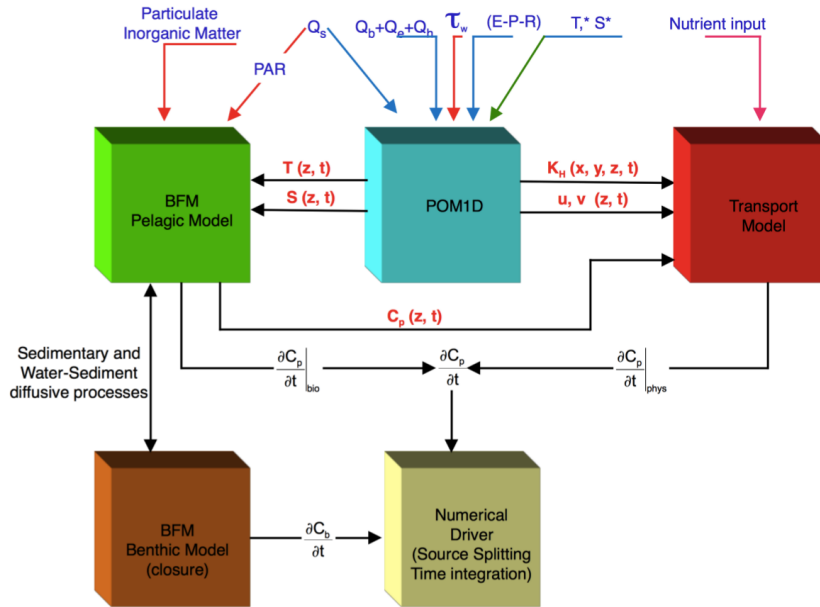 Particulate
Inorganic Matter
Qs
Qb+Qe+Qh
τw
(E-P-R)
T,* S*
Nutrient input
PAR
BFM
Pelagic Model
T (z, t)
S (z, t)
POM1D
KH (x, y, z, t)
u, v (z, t)
Transport
Model
Cp (z, t)
Sedimentary and
Water-Sediment
diffusive processes
∂Cp/∂t|bio
∂Cp/∂t
∂Cp/∂t|phys
BFM
Benthic Model
(closure)
∂Cb/∂t
Numerical
Driver
(Source Splitting
Time integration)